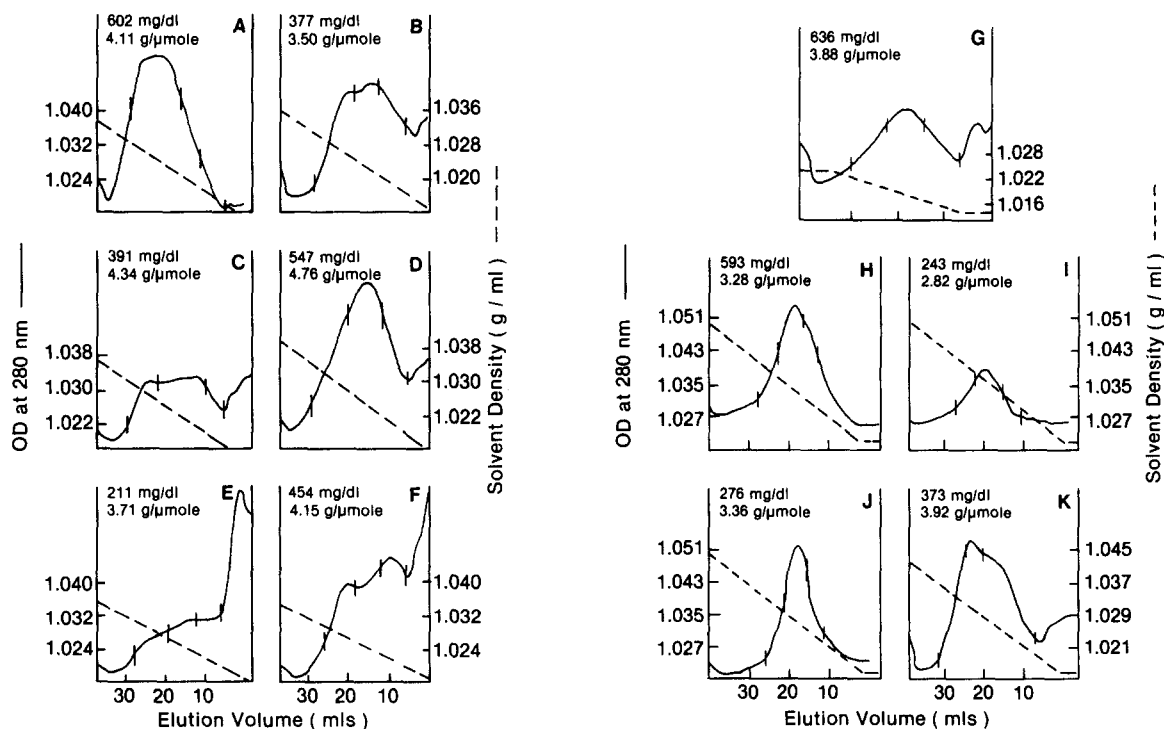 602 mg/dl
4.11 g/μmole
A
377 mg/dl
3.50 g/μmole
B
1.040
1.032
1.024
1.036
1.028
1.020
391 mg/dl
4.34 g/μmole
C
547 mg/dl
4.76 g/μmole
D
1.038
1.030
1.022
1.038
1.030
1.022
211 mg/dl
3.71 g/μmole
E
454 mg/dl
4.15 g/μmole
F
1.040
1.032
1.024
1.040
1.032
1.024
30 20 10 30 20 10
Elution Volume ( mls )
OD at 280 nm
Solvent Density ( g / ml )
636 mg/dl
3.88 g/μmole
G
1.028
1.022
1.016
593 mg/dl
3.28 g/μmole
H
243 mg/dl
2.82 g/μmole
I
1.051
1.043
1.035
1.027
1.051
1.043
1.035
1.027
276 mg/dl
3.36 g/μmole
J
373 mg/dl
3.92 g/μmole
K
1.051
1.043
1.035
1.027
1.045
1.037
1.029
1.021
30 20 10 30 20 10
Elution Volume ( mls )
OD at 280 nm
Solvent Density ( g / ml )